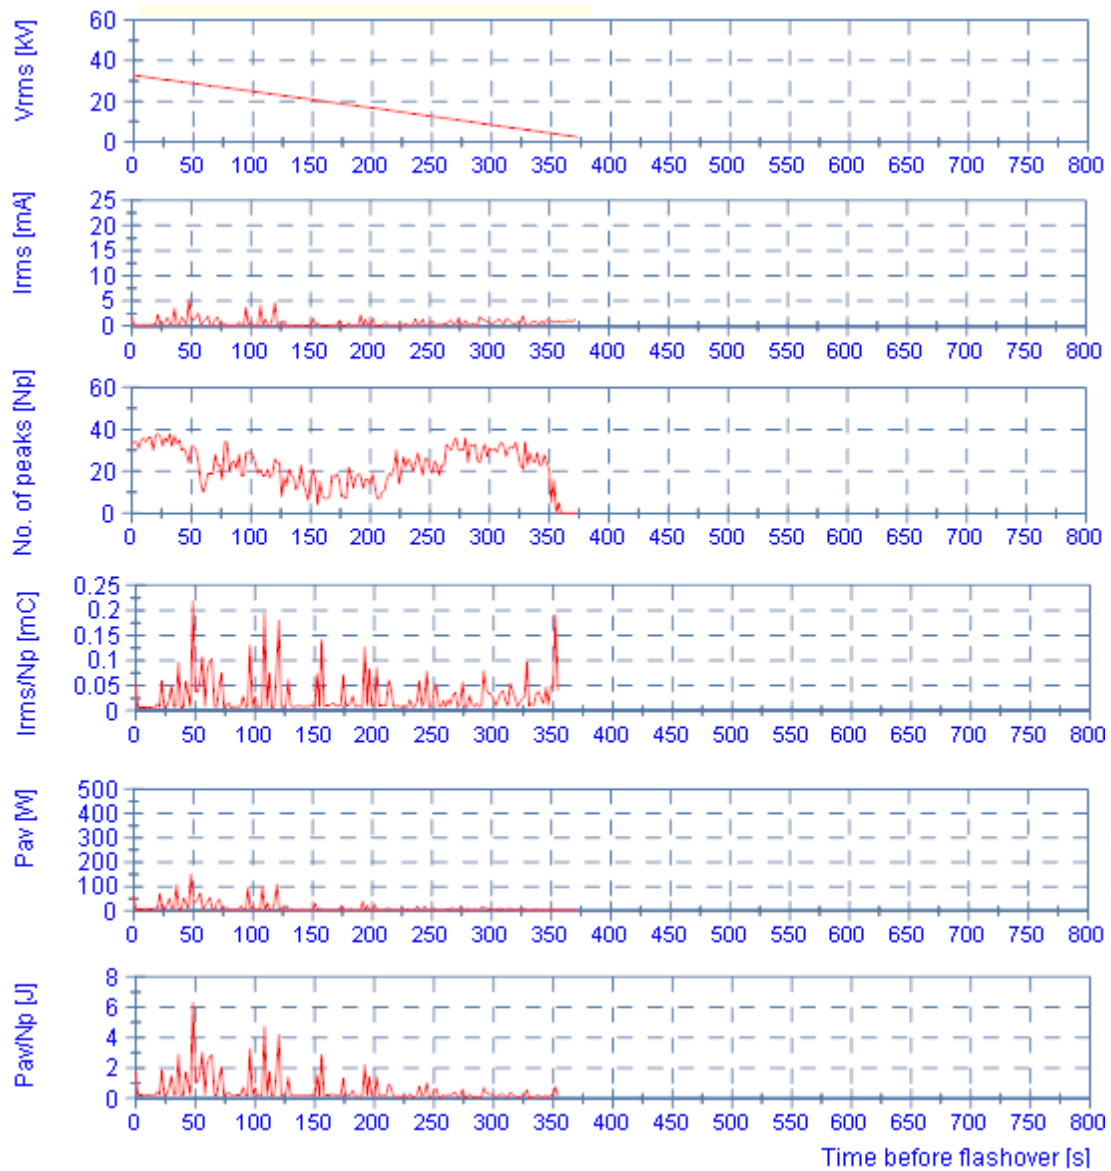 Vrms [kV]
60
40
20
0
0 50 100 150 200 250 300 350 400 450 500 550 600 650 700 750 800
Irms [mA]
25
20
15
10
5
0
0 50 100 150 200 250 300 350 400 450 500 550 600 650 700 750 800
No. of peaks [Np]
60
40
20
0
0 50 100 150 200 250 300 350 400 450 500 550 600 650 700 750 800
Irms/Np [mC]
0.25
0.2
0.15
0.1
0.05
0
0 50 100 150 200 250 300 350 400 450 500 550 600 650 700 750 800
Pav [W]
500
400
300
200
100
0
0 50 100 150 200 250 300 350 400 450 500 550 600 650 700 750 800
Pav/Np [J]
8
6
4
2
0
0 50 100 150 200 250 300 350 400 450 500 550 600 650 700 750 800
Time before flashover [s]